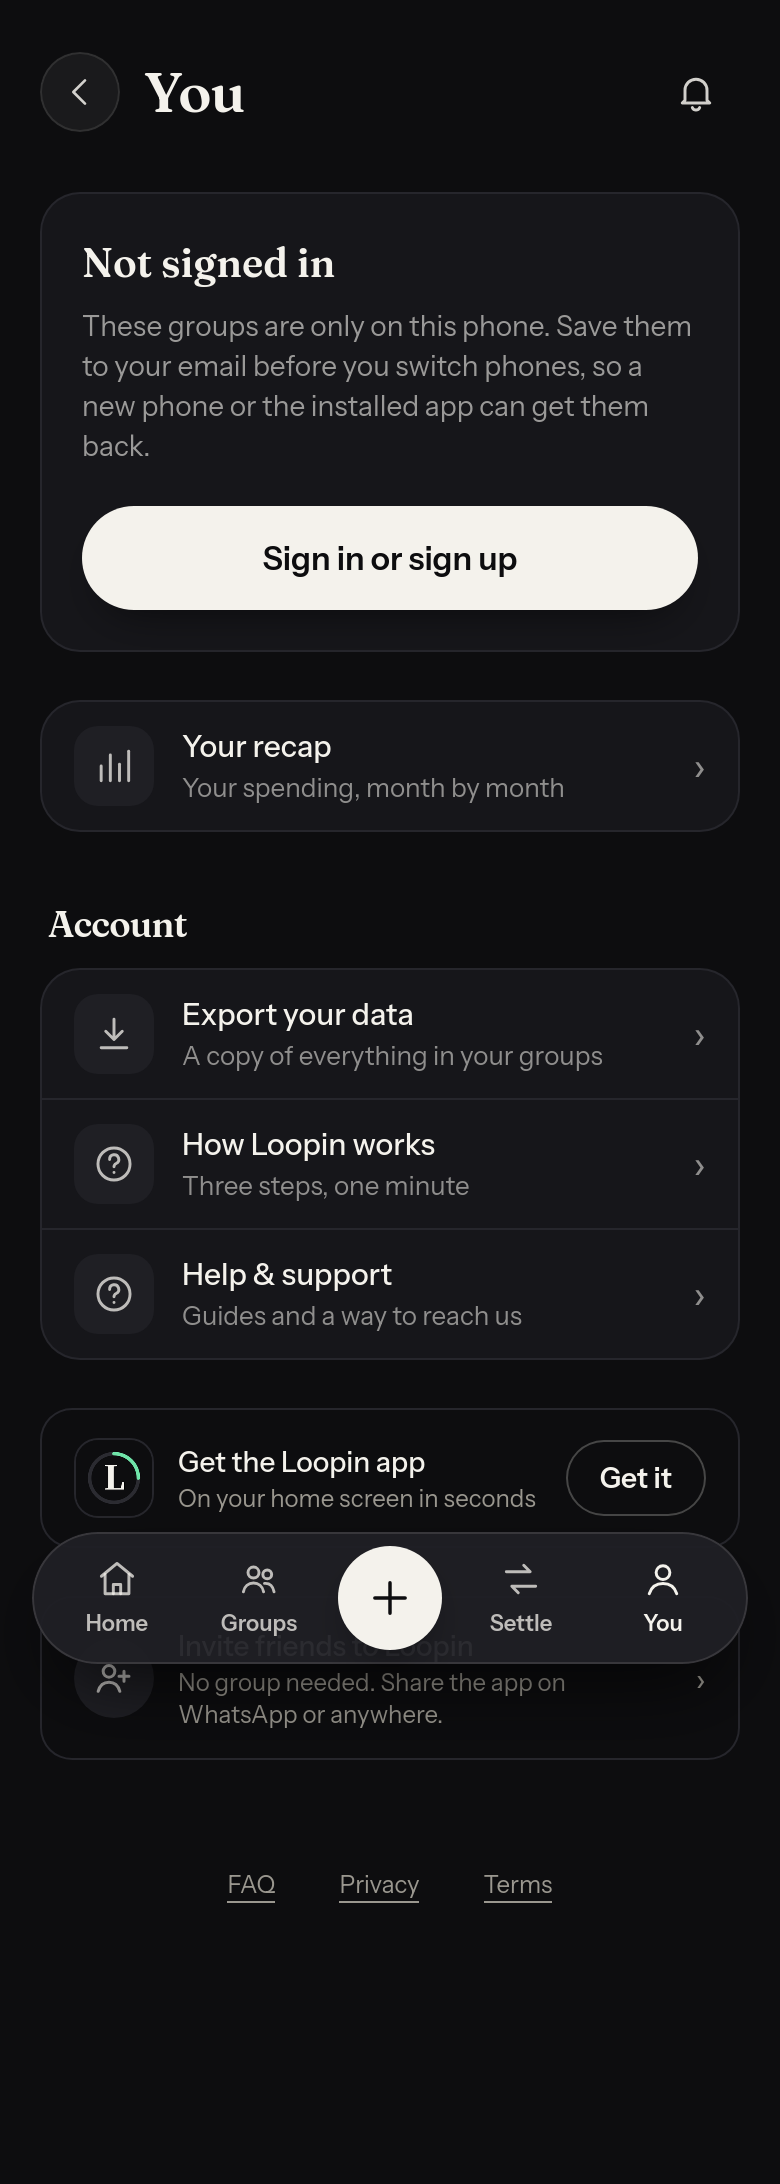 You
Not signed in
These groups are only on this phone. Save them
to your email before you switch phones, so a
new phone or the installed app can get them
back.
Sign in or sign up
Your recap
Your spending, month by month
Account
Export your data
A copy of everything in your groups
How Loopin works
Three steps, one minute
Help & support
Guides and a way to reach us
L
Get the Loopin app
On your home screen in seconds
Get it
Home
Groups
Settle
You
Invite friends to Loopin
No group needed. Share the app on
WhatsApp or anywhere.
FAQ
Privacy
Terms